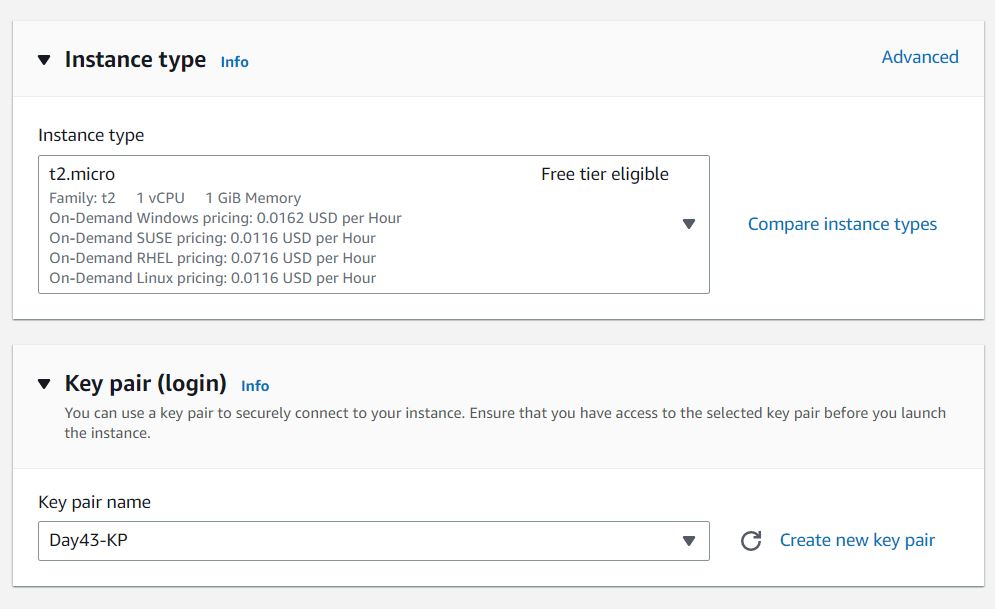 Instance type Info
Advanced
Instance type
t2.micro Free tier eligible
Family: t2 1 vCPU 1 GiB Memory
On-Demand Windows pricing: 0.0162 USD per Hour
On-Demand SUSE pricing: 0.0116 USD per Hour
On-Demand RHEL pricing: 0.0716 USD per Hour
On-Demand Linux pricing: 0.0116 USD per Hour
Compare instance types
Key pair (login) Info
You can use a key pair to securely connect to your instance. Ensure that you have access to the selected key pair before you launch
the instance.
Key pair name
Day43-KP
Create new key pair